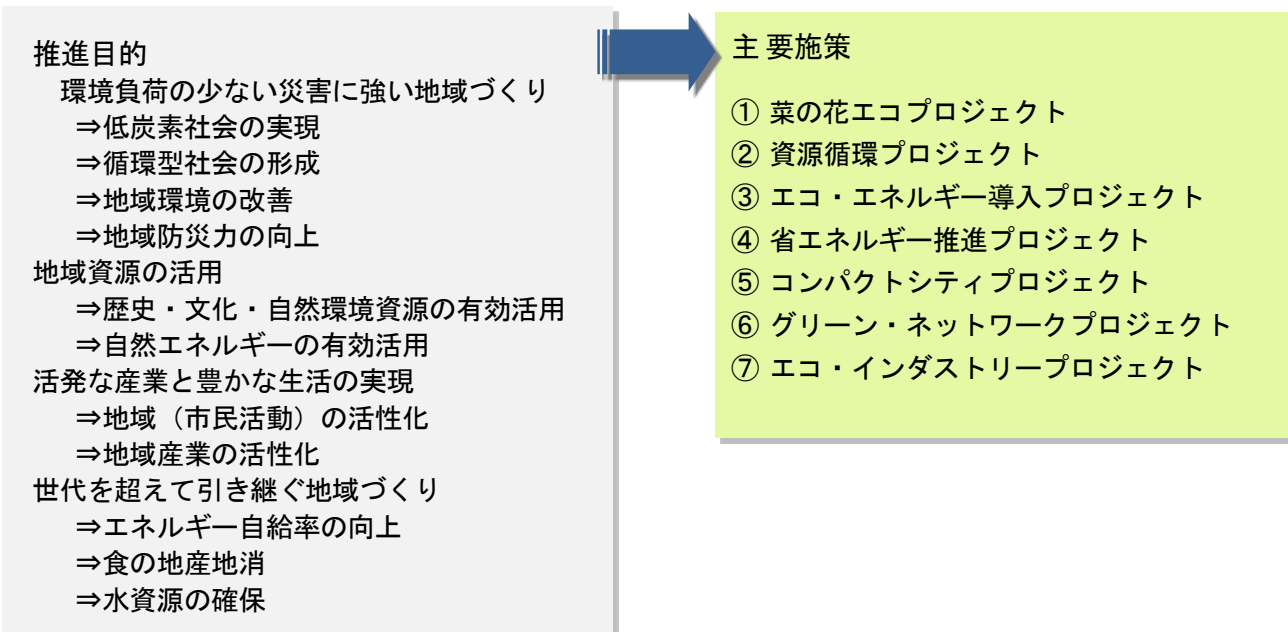 推進目的
環境負荷の少ない災害に強い地域づくり
⇒低炭素社会の実現
⇒循環型社会の形成
⇒地域環境の改善
⇒地域防災力の向上
地域資源の活用
⇒歴史・文化・自然環境資源の有効活用
⇒自然エネルギーの有効活用
活発な産業と豊かな生活の実現
⇒地域（市民活動）の活性化
⇒地域産業の活性化
世代を超えて引き継ぐ地域づくり
⇒エネルギー自給率の向上
⇒食の地産地消
⇒水資源の確保
主要施策
① 菜の花エコプロジェクト
② 資源循環プロジェクト
③ エコ・エネルギー導入プロジェクト
④ 省エネルギー推進プロジェクト
⑤ コンパクトシティプロジェクト
⑥ グリーン・ネットワークプロジェクト
⑦ エコ・インダストリープロジェクト